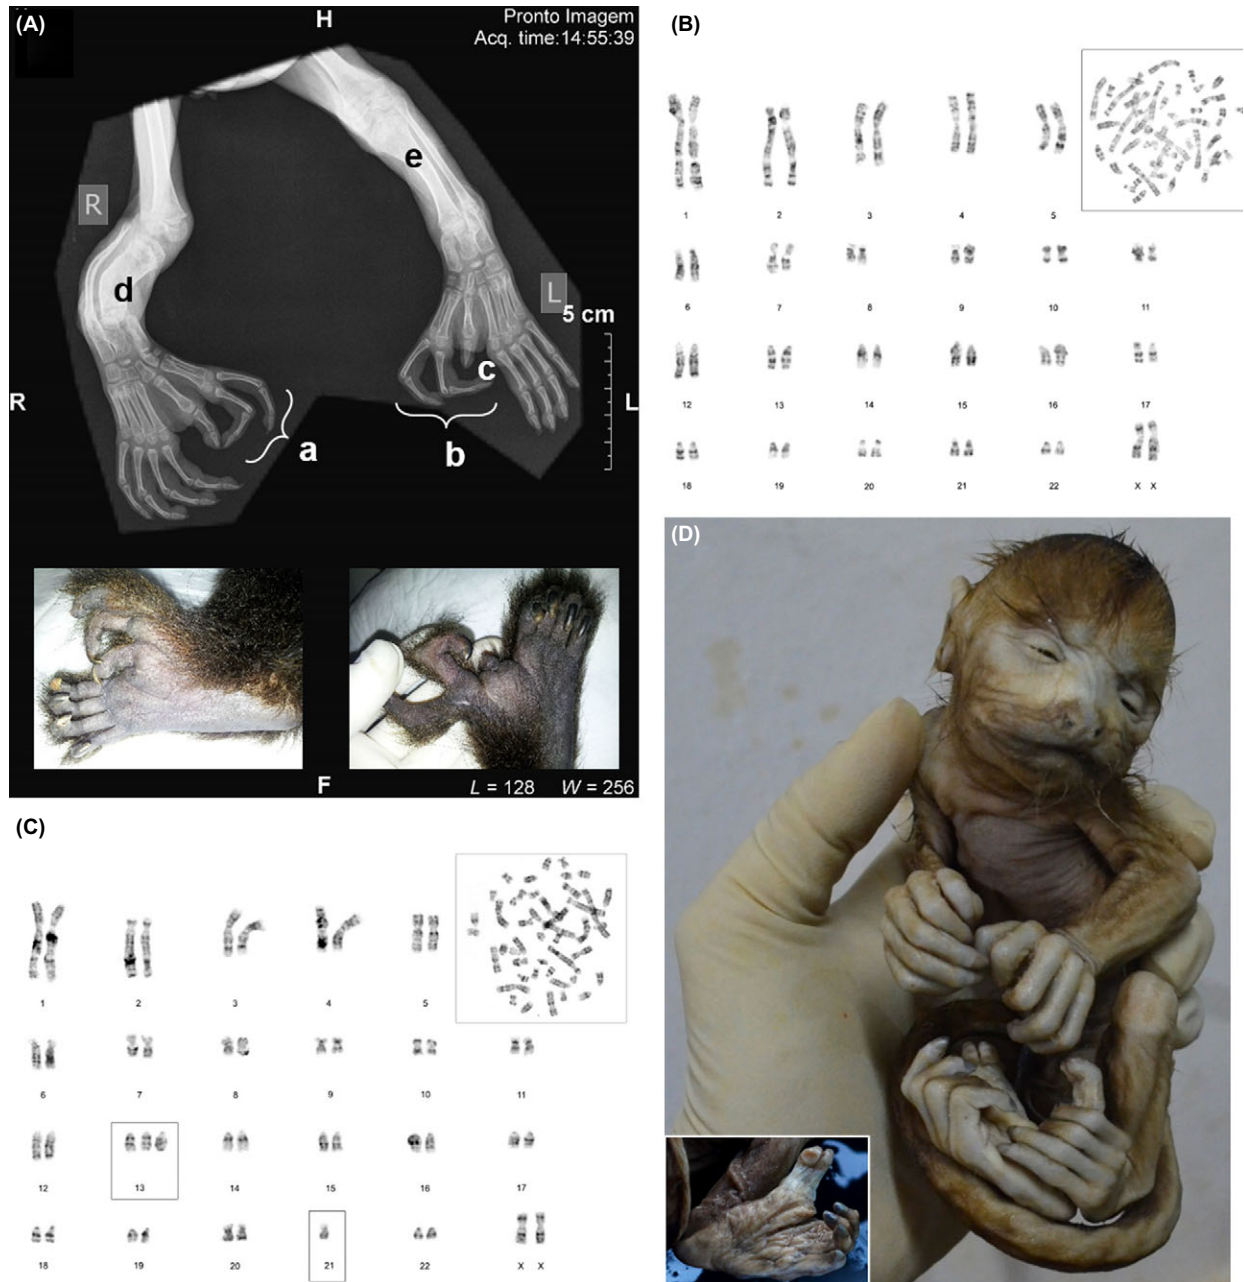 (A)
H
Pronto Imagem
Acq. time:14:55:39
R
e
d
L
5 cm
c
R
L
a
b
F
L = 128 W = 256
(B)
1 2 3 4 5
6 7 8 9 10 11
12 13 14 15 16 17
18 19 20 21 22 X X
(C)
1 2 3 4 5
6 7 8 9 10 11
12 13 14 15 16 17
18 19 20 21 22 X X
(D)